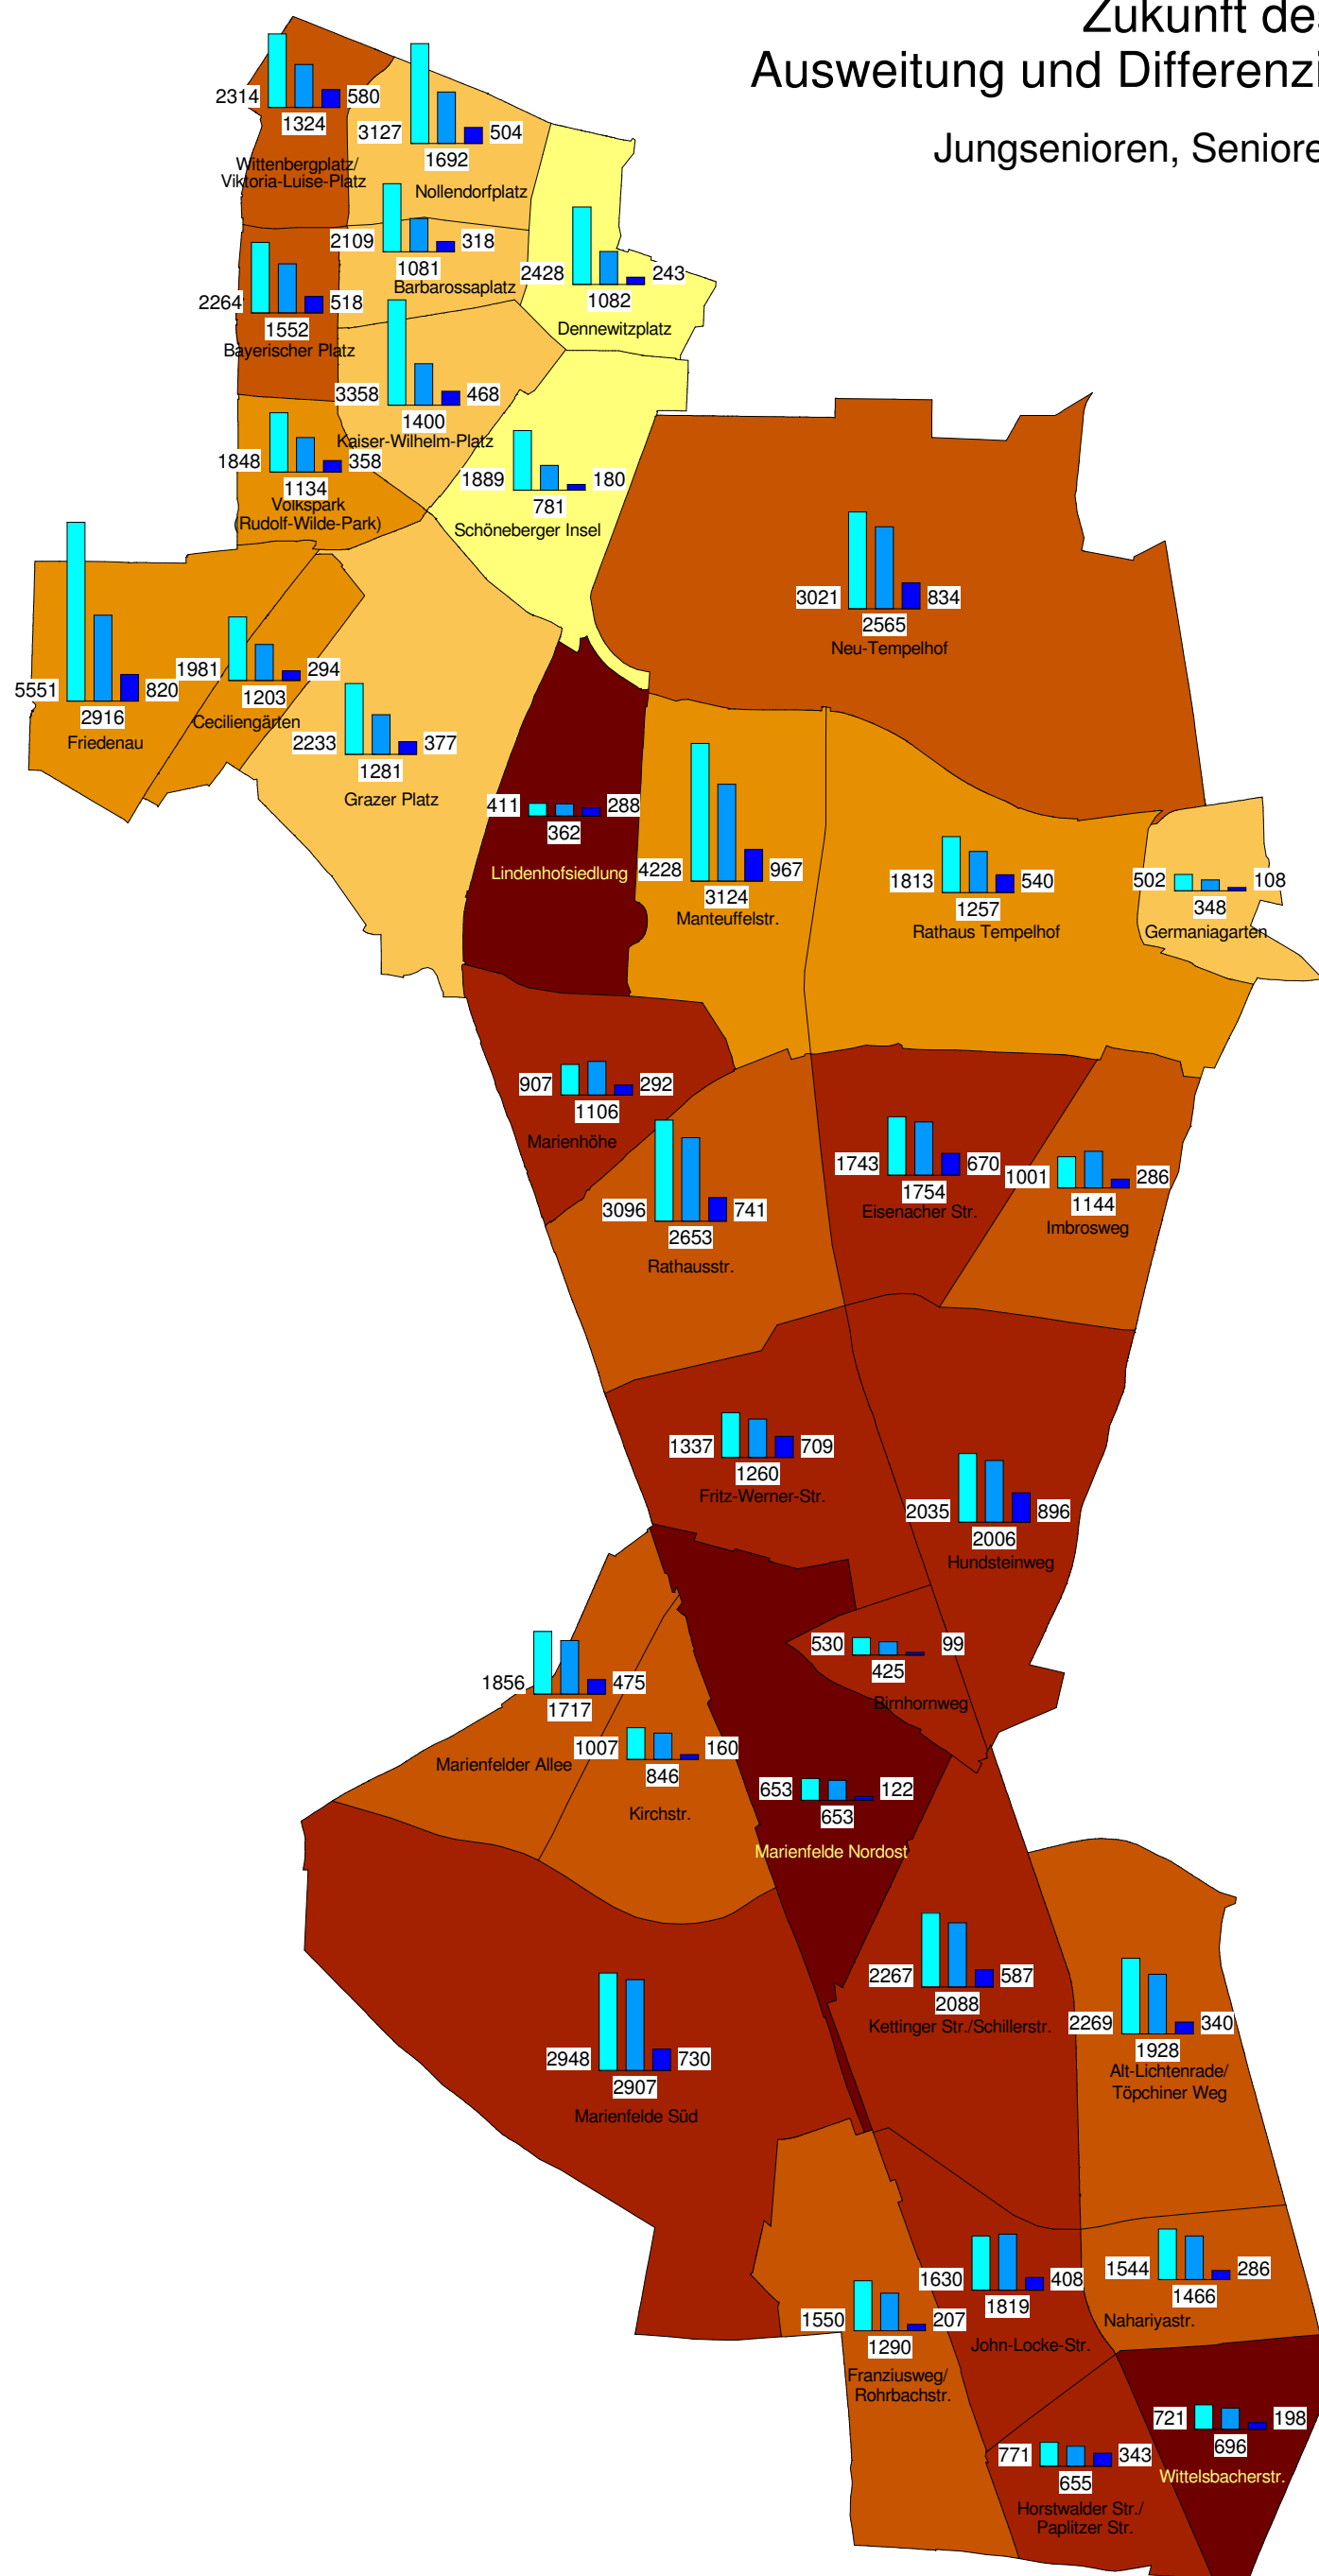 Zukunft des
Ausweitung und Differenzi
Jungsenioren, Seniore
2314
580
1324
Wittenbergplatz/
Viktoria-Luise-Platz
3127
504
1692
Nollendorfplatz
2109
318
1081
Barbarossaplatz
2428
243
1082
Dennewitzplatz
2264
518
1552
Bayerischer Platz
3358
468
1400
Kaiser-Wilhelm-Platz
1848
358
1134
Volkspark
(Rudolf-Wilde-Park)
1889
180
781
Schöneberger Insel
3021
834
2565
Neu-Tempelhof
5551
820
2916
Friedenau
1981
294
1203
Ceciliengärten
2233
377
1281
Grazer Platz
411
288
362
Lindenhofsiedlung
4228
967
3124
Manteuffelstr.
1813
540
1257
Rathaus Tempelhof
502
108
348
Germaniagarten
907
292
1106
Marienhöhe
3096
741
2653
Rathausstr.
1743
670
1754
Eisenacher Str.
1001
286
1144
Imbrosweg
1337
709
1260
Fritz-Werner-Str.
2035
896
2006
Hundsteinweg
530
99
425
Birnhornweg
1856
475
1717
Marienfelder Allee
1007
160
846
Kirchstr.
653
122
653
Marienfelde Nordost
2267
587
2088
Kettinger Str./Schillerstr.
2269
340
1928
Alt-Lichtenrade/
Töpchiner Weg
2948
730
2907
Marienfelde Süd
1630
408
1819
John-Locke-Str.
1544
286
1466
Nahariyastr.
1550
207
1290
Franziusweg/
Rohrbachstr.
721
198
696
Wittelsbacherstr.
771
343
655
Horstwalder Str./
Paplitzer Str.